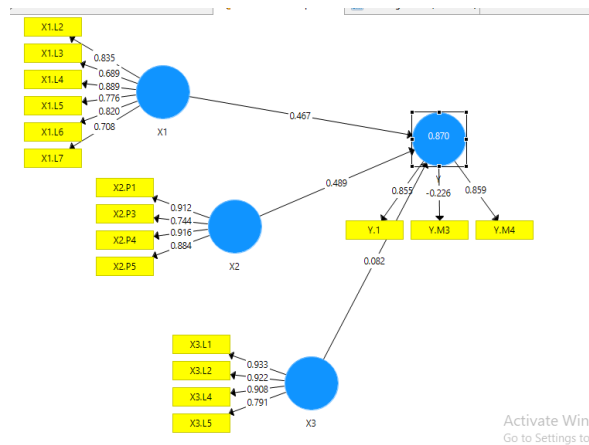 X1.L2
X1.L3
X1.L4
X1.L5
X1.L6
X1.L7
0.835
0.689
0.889
0.776
0.820
0.708
X1
0.467
0.870
X2.P1
X2.P3
X2.P4
X2.P5
0.912
0.744
0.916
0.884
X2
0.489
0.855
-0.226
0.859
Y
Y.1
Y.M3
Y.M4
0.082
X3.L1
X3.L2
X3.L4
X3.L5
0.933
0.922
0.908
0.791
X3
Activate Win
Go to Settings to